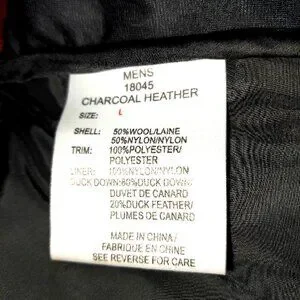 MENS
18045
CHARCOAL HEATHER
SIZE: L
SHELL: 50%WOOL/LAINE
50%NYLON/NYLON
TRIM: 100%POLYESTER/
POLYESTER
LINER: 100%NYLON/NYLON
DUCK DOWN:80%DUCK DOWN/
DUVET DE CANARD
20%DUCK FEATHER/
PLUMES DE CANARD
MADE IN CHINA/
FABRIQUE EN CHINE
SEE REVERSE FOR CARE